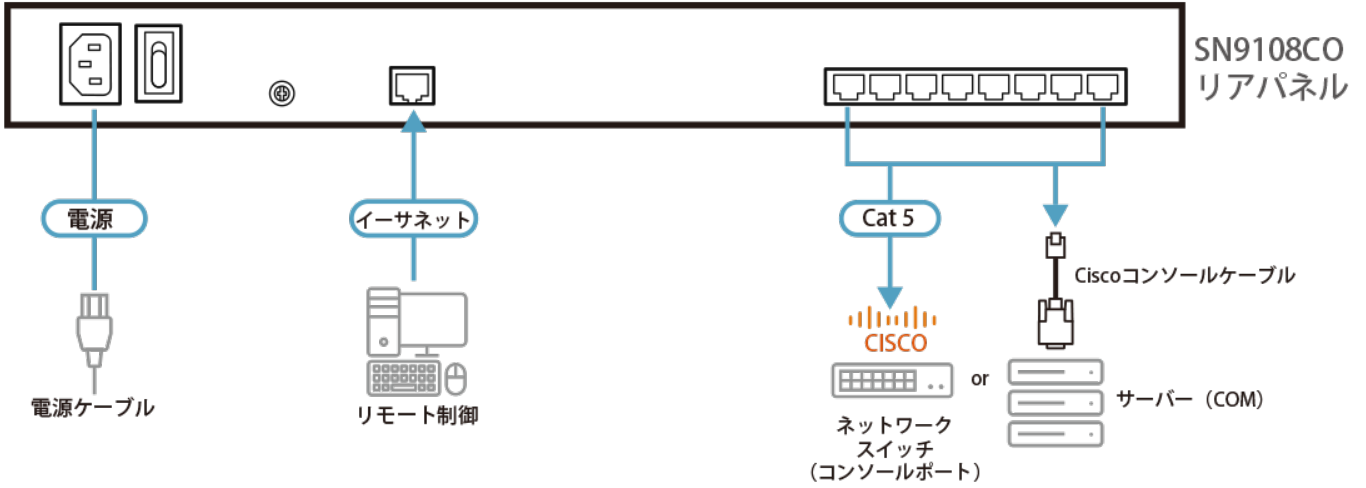 SN9108CO
リアパネル
電源
イーサネット
Cat 5
Ciscoコンソールケーブル
CISCO
or
電源ケーブル
リモート制御
サーバー（COM）
ネットワーク
スイッチ
（コンソールポート）